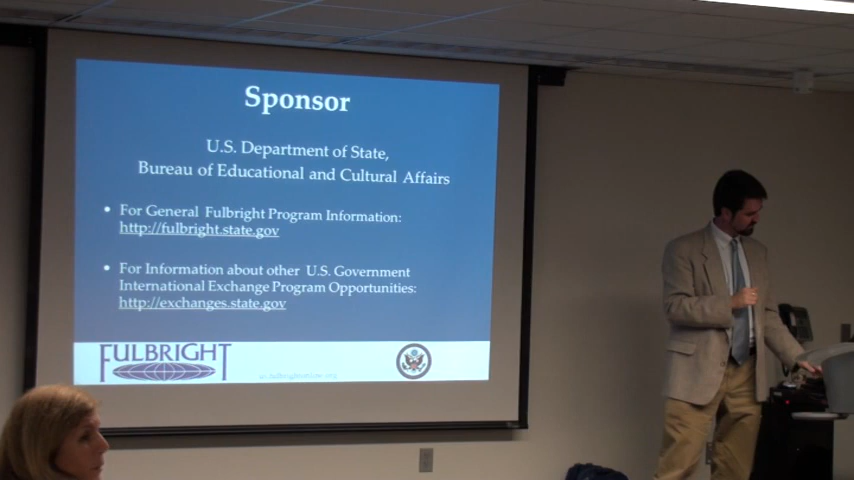 Sponsor
U.S. Department of State,
Bureau of Educational and Cultural Affairs
• For General Fulbright Program Information:
http://fulbright.state.gov
• For Information about other U.S. Government
International Exchange Program Opportunities:
http://exchanges.state.gov
FULBRIGHT